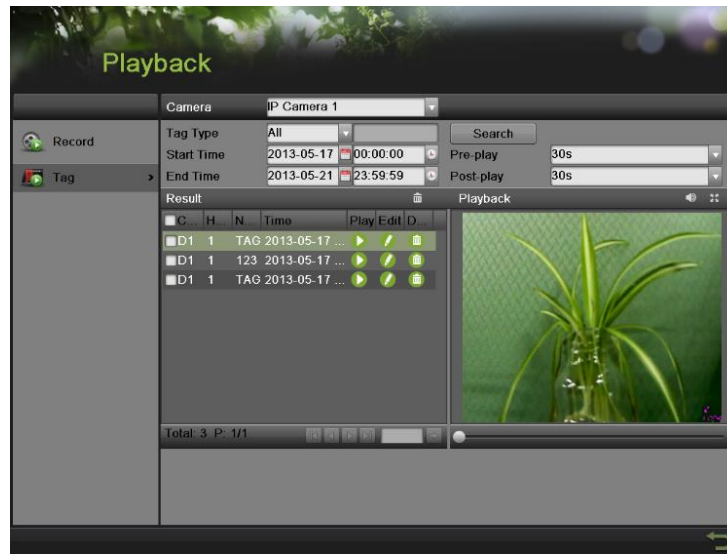 Playback
Camera IP Camera 1
Record
Tag
Tag Type All Search
Start Time 2013-05-17 00:00:00 Pre-play 30s
End Time 2013-05-21 23:59:59 Post-play 30s
Result Playback
C... H... N... Time Play Edit D...
D1 1 TAG 2013-05-17 ...
D1 1 123 2013-05-17 ...
D1 1 TAG 2013-05-17 ...
Total: 3 P: 1/1